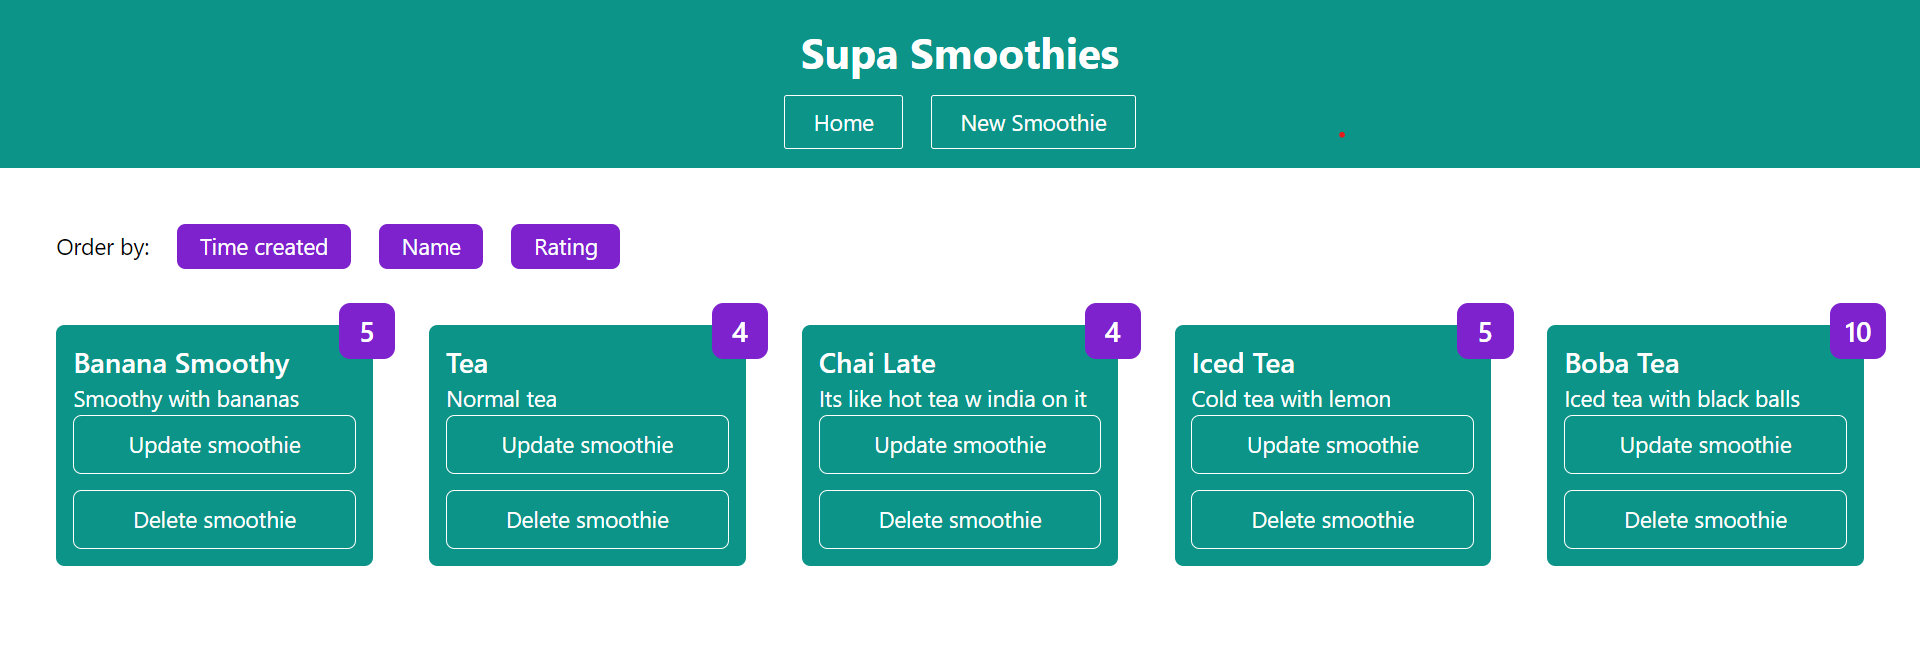 Supa Smoothies
Home
New Smoothie
Order by:
Time created
Name
Rating
5
Banana Smoothy
Smoothy with bananas
Update smoothie
Delete smoothie
4
Tea
Normal tea
Update smoothie
Delete smoothie
4
Chai Late
Its like hot tea w india on it
Update smoothie
Delete smoothie
5
Iced Tea
Cold tea with lemon
Update smoothie
Delete smoothie
10
Boba Tea
Iced tea with black balls
Update smoothie
Delete smoothie